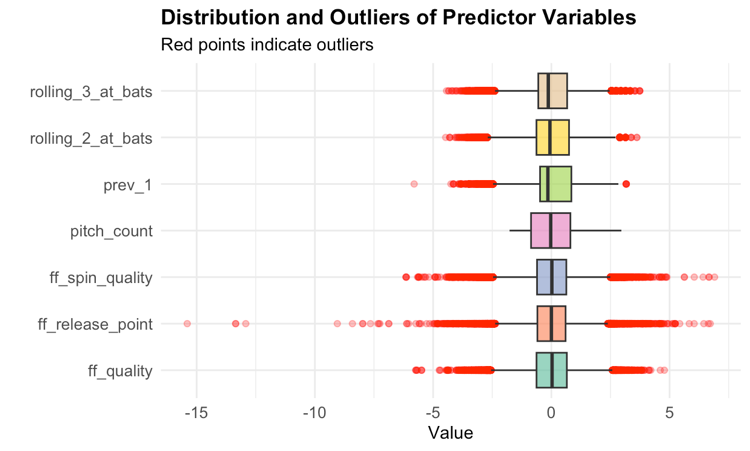 Distribution and Outliers of Predictor Variables
Red points indicate outliers
rolling_3_at_bats
rolling_2_at_bats
prev_1
pitch_count
ff_spin_quality
ff_release_point
ff_quality
-15 -10 -5 0 5
Value